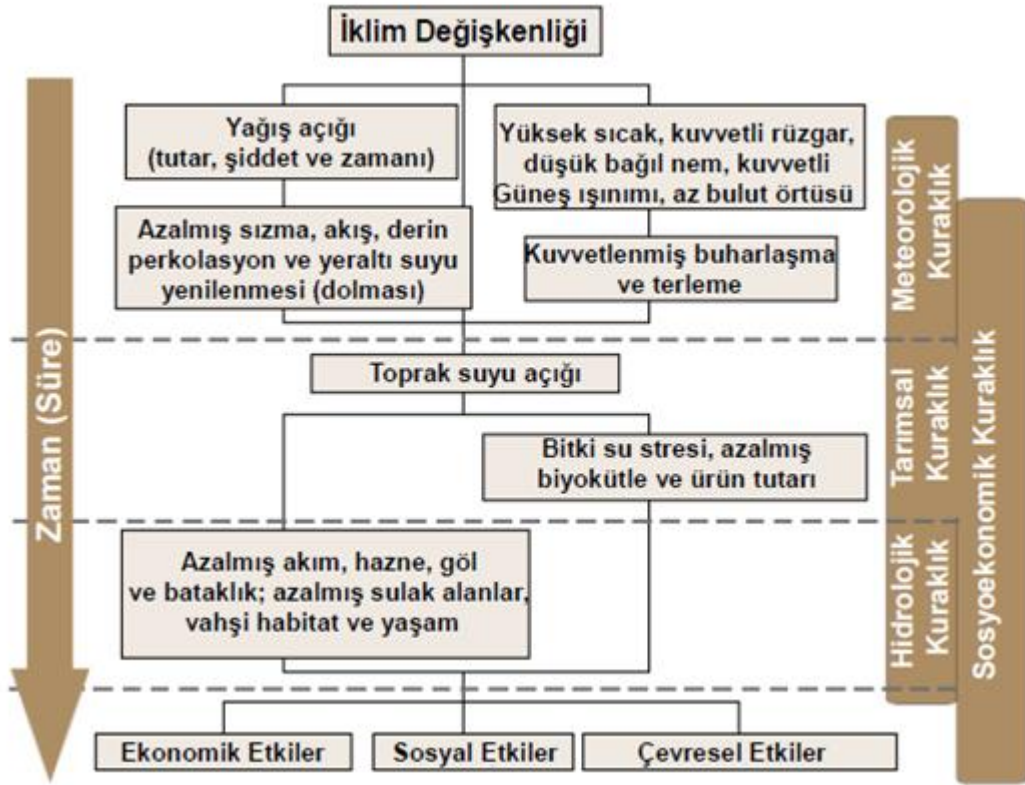 İklim Değişkenliği
Yağış açığı
(tutar, şiddet ve zamanı)
Yüksek sıcak, kuvvetli rüzgar,
düşük bağıl nem, kuvvetli
Güneş ışınımı, az bulut örtüsü
Azalmış sızma, akış, derin
perkolasyon ve yeraltı suyu
yenilenmesi (dolması)
Kuvvetlenmiş buharlaşma
ve terleme
Meteorolojik
Kuraklık
Toprak suyu açığı
Bitki su stresi, azalmış
biyokütle ve ürün tutarı
Tarımsal
Kuraklık
Azalmış akım, hazne, göl
ve bataklık; azalmış sulak alanlar,
vahşi habitat ve yaşam
Hidrolojik
Kuraklık
Sosyoekonomik Kuraklık
Zaman (Süre)
Ekonomik Etkiler
Sosyal Etkiler
Çevresel Etkiler